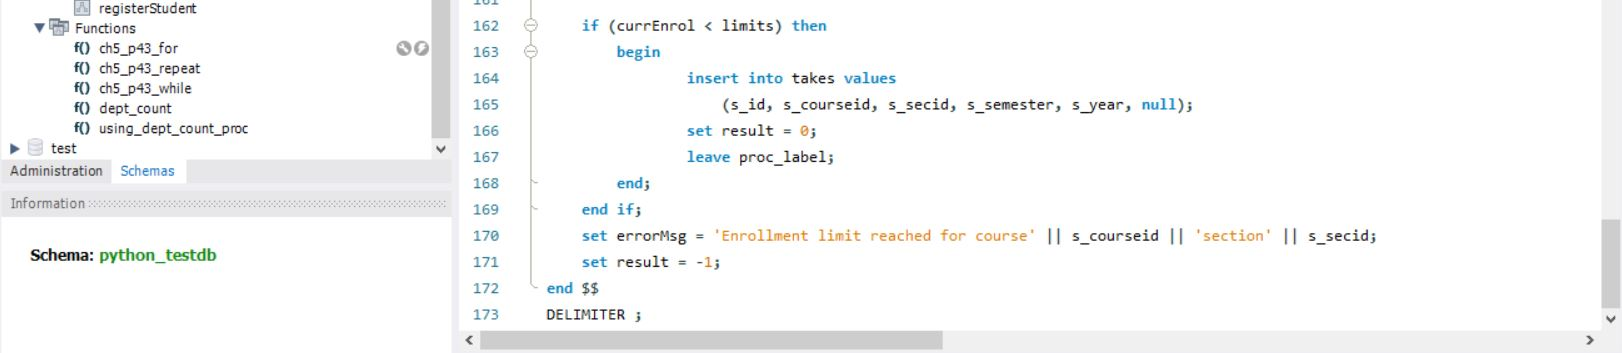 registerStudent
Functions
f() ch5_p43_for
f() ch5_p43_repeat
f() ch5_p43_while
f() dept_count
f() using_dept_count_proc
test
Administration Schemas
Information
Schema: python_testdb
162 if (currEnrol < limits) then
163 begin
164 insert into takes values
165 (s_id, s_courseid, s_secid, s_semester, s_year, null);
166 set result = 0;
167 leave proc_label;
168 end;
169 end if;
170 set errorMsg = 'Enrollment limit reached for course' || s_courseid || 'section' || s_secid;
171 set result = -1;
172 end $$
173 DELIMITER ;